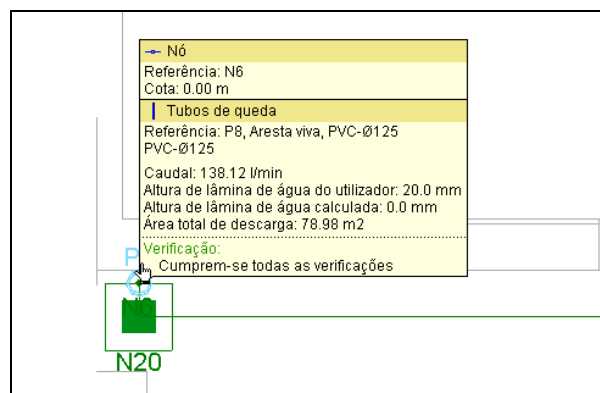 Nó
Referência: N6
Cota: 0.00 m
Tubos de queda
Referência: P8, Aresta viva, PVC-Ø125
PVC-Ø125
Caudal: 138.12 l/min
Altura de lâmina de água do utilizador: 20.0 mm
Altura de lâmina de água calculada: 0.0 mm
Área total de descarga: 78.98 m2
Verificação:
Cumprem-se todas as verificações
N6
N20